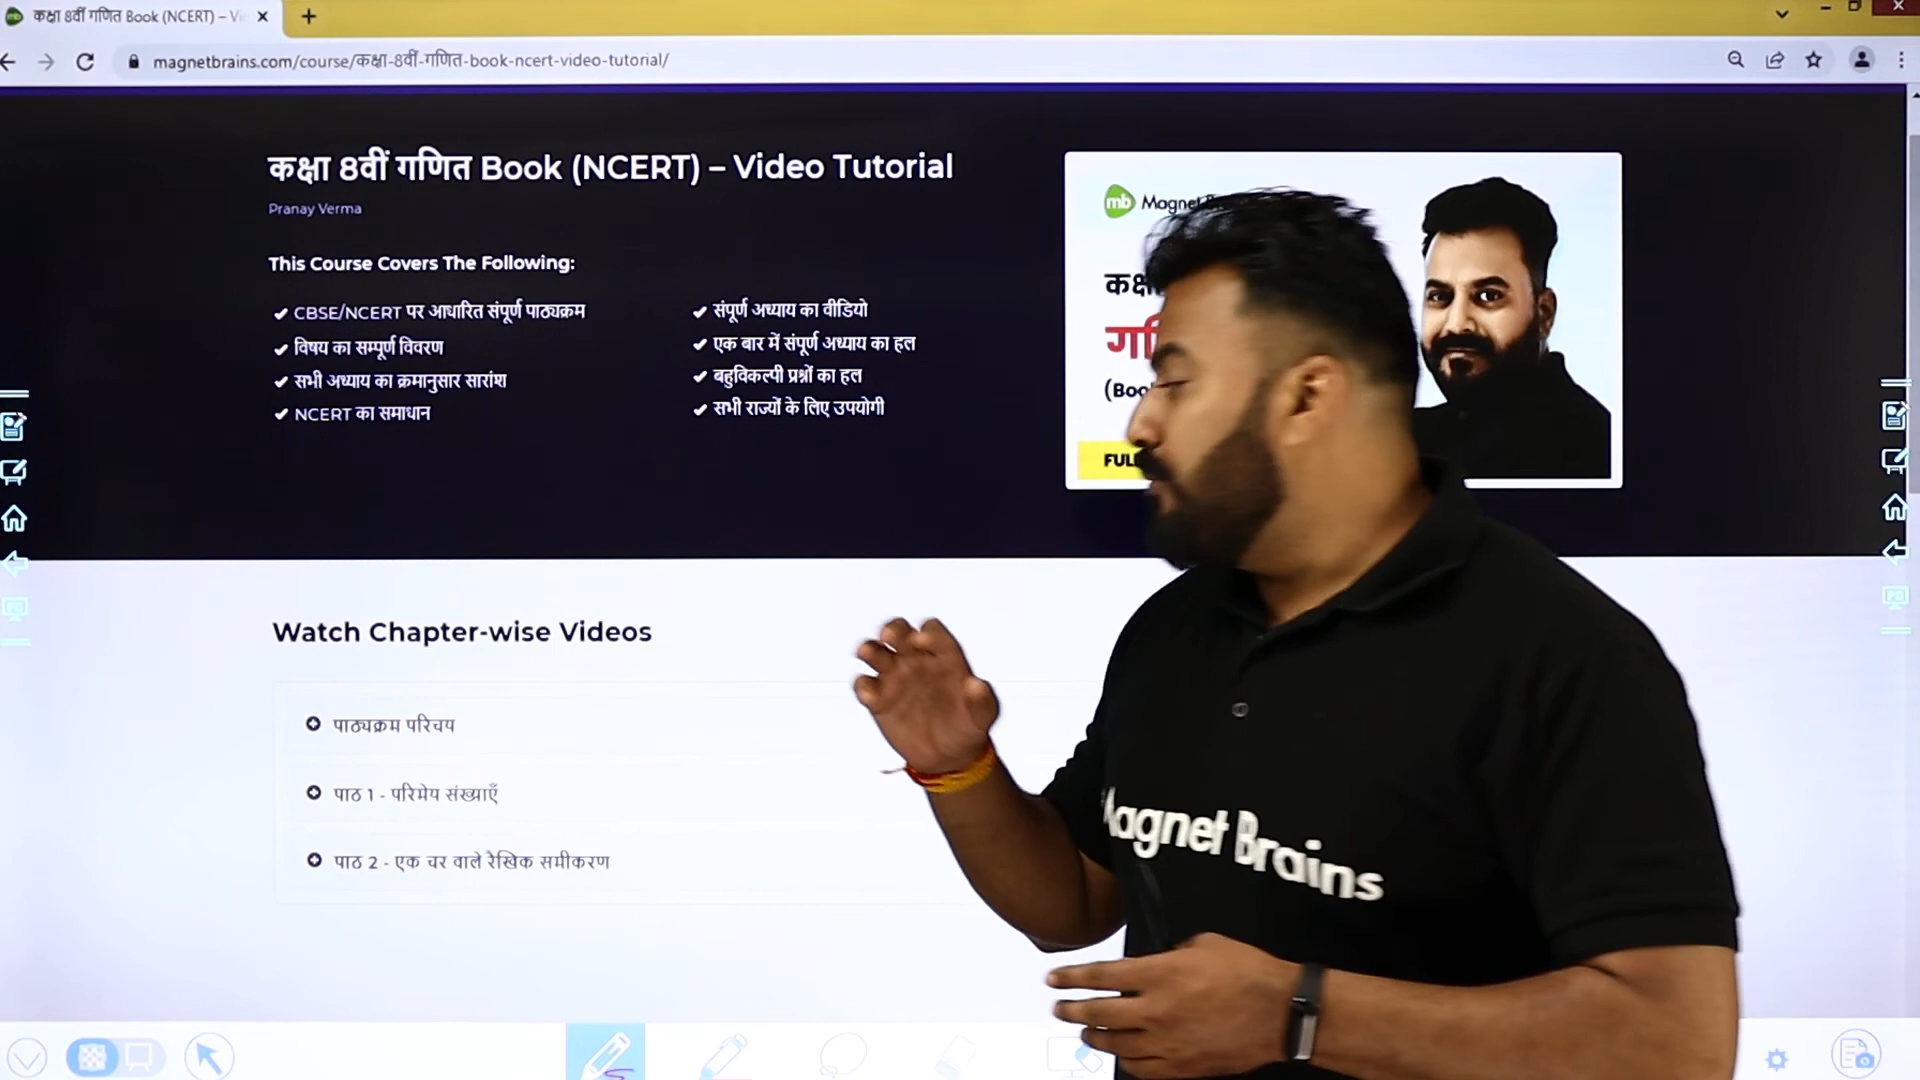 कक्षा 8वीं गणित Book (NCERT) –
magnetbrains.com/course/कक्षा-8वीं-गणित-book-ncert-video-tutorial/
कक्षा 8वीं गणित Book (NCERT) – Video Tutorial
Pranay Verma
This Course Covers The Following:
CBSE/NCERT पर आधारित संपूर्ण पाठ्यक्रम
विषय का सम्पूर्ण विवरण
सभी अध्याय का क्रमानुसार सारांश
NCERT का समाधान
संपूर्ण अध्याय का वीडियो
एक बार में संपूर्ण अध्याय का हल
बहुविकल्पी प्रश्नों का हल
सभी राज्यों के लिए उपयोगी
mb Magnet
Watch Chapter-wise Videos
पाठ्यक्रम परिचय
पाठ 1 - परिमेय संख्याएँ
पाठ 2 - एक चर वाले रैखिक समीकरण
Magnet Brains